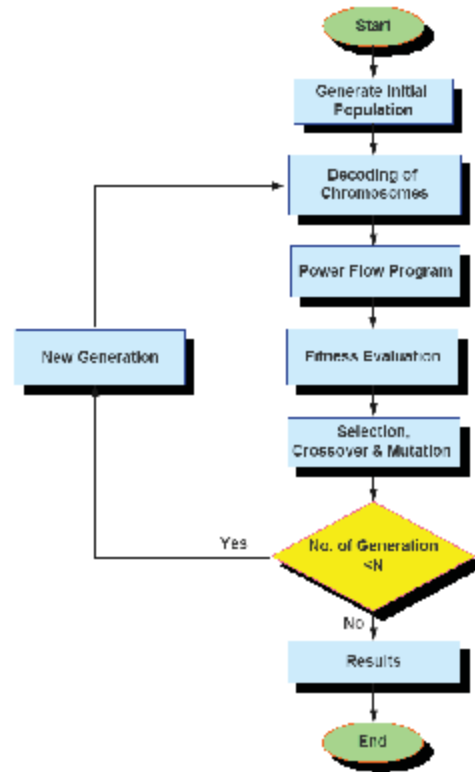 Start
Generate Initial
Population
Decoding of
Chromosomes
Power Flow Program
Fitness Evaluation
New Generation
Selection,
Crossover & Mutation
No. of Generation
<N
Yes
No
Results
End